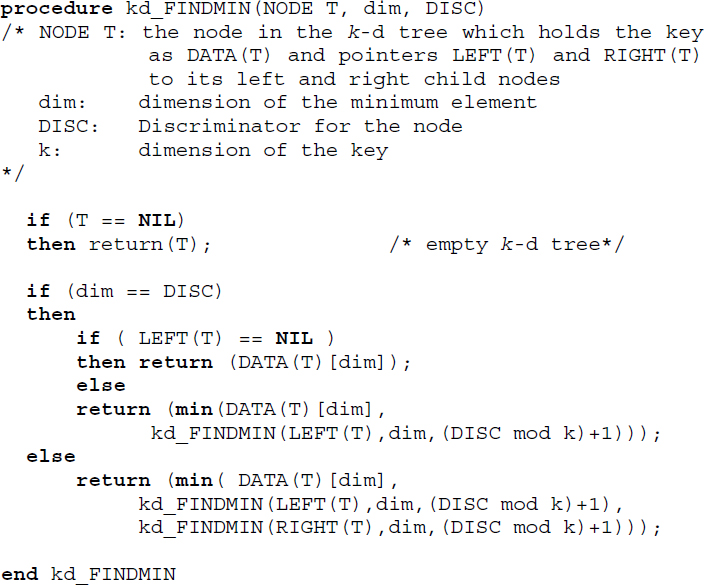 procedure kd_FINDMIN(NODE T, dim, DISC)
/* NODE T: the node in the k-d tree which holds the key
as DATA(T) and pointers LEFT(T) and RIGHT(T)
to its left and right child nodes
dim: dimension of the minimum element
DISC: Discriminator for the node
k: dimension of the key
*/
if (T == NIL)
then return(T); /* empty k-d tree*/
if (dim == DISC)
then
if ( LEFT(T) == NIL )
then return (DATA(T)[dim]);
else
return (min(DATA(T)[dim],
kd_FINDMIN(LEFT(T),dim,(DISC mod k)+1)));
else
return (min( DATA(T)[dim],
kd_FINDMIN(LEFT(T),dim,(DISC mod k)+1),
kd_FINDMIN(RIGHT(T),dim,(DISC mod k)+1)));
end kd_FINDMIN